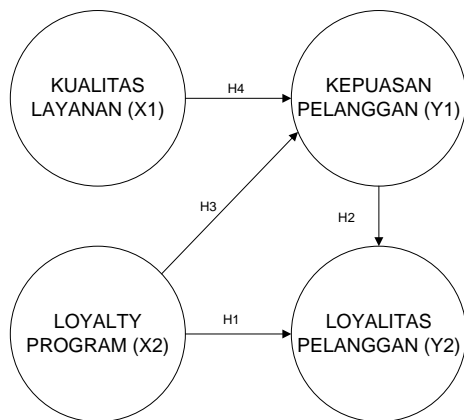 KUALITAS
LAYANAN (X1)
H4
KEPUASAN
PELANGGAN (Y1)
H3
H2
LOYALTY
PROGRAM (X2)
H1
LOYALITAS
PELANGGAN (Y2)